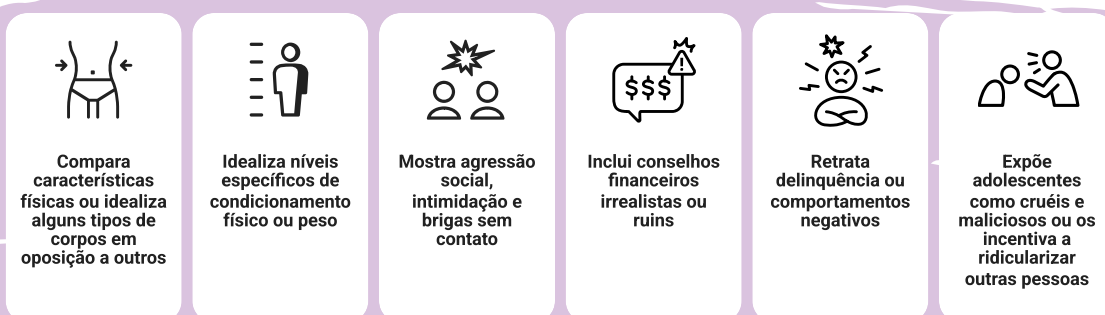 Compara
características
físicas ou idealiza
alguns tipos de
corpos em
oposição a outros
Idealiza níveis
específicos de
condicionamento
físico ou peso
Mostra agressão
social,
intimidação e
brigas sem
contato
$$$
Inclui conselhos
financeiros
irrealistas ou
ruins
Retrata
delinquência ou
comportamentos
negativos
Expõe
adolescentes
como cruéis e
maliciosos ou os
incentiva a
ridicularizar
outras pessoas